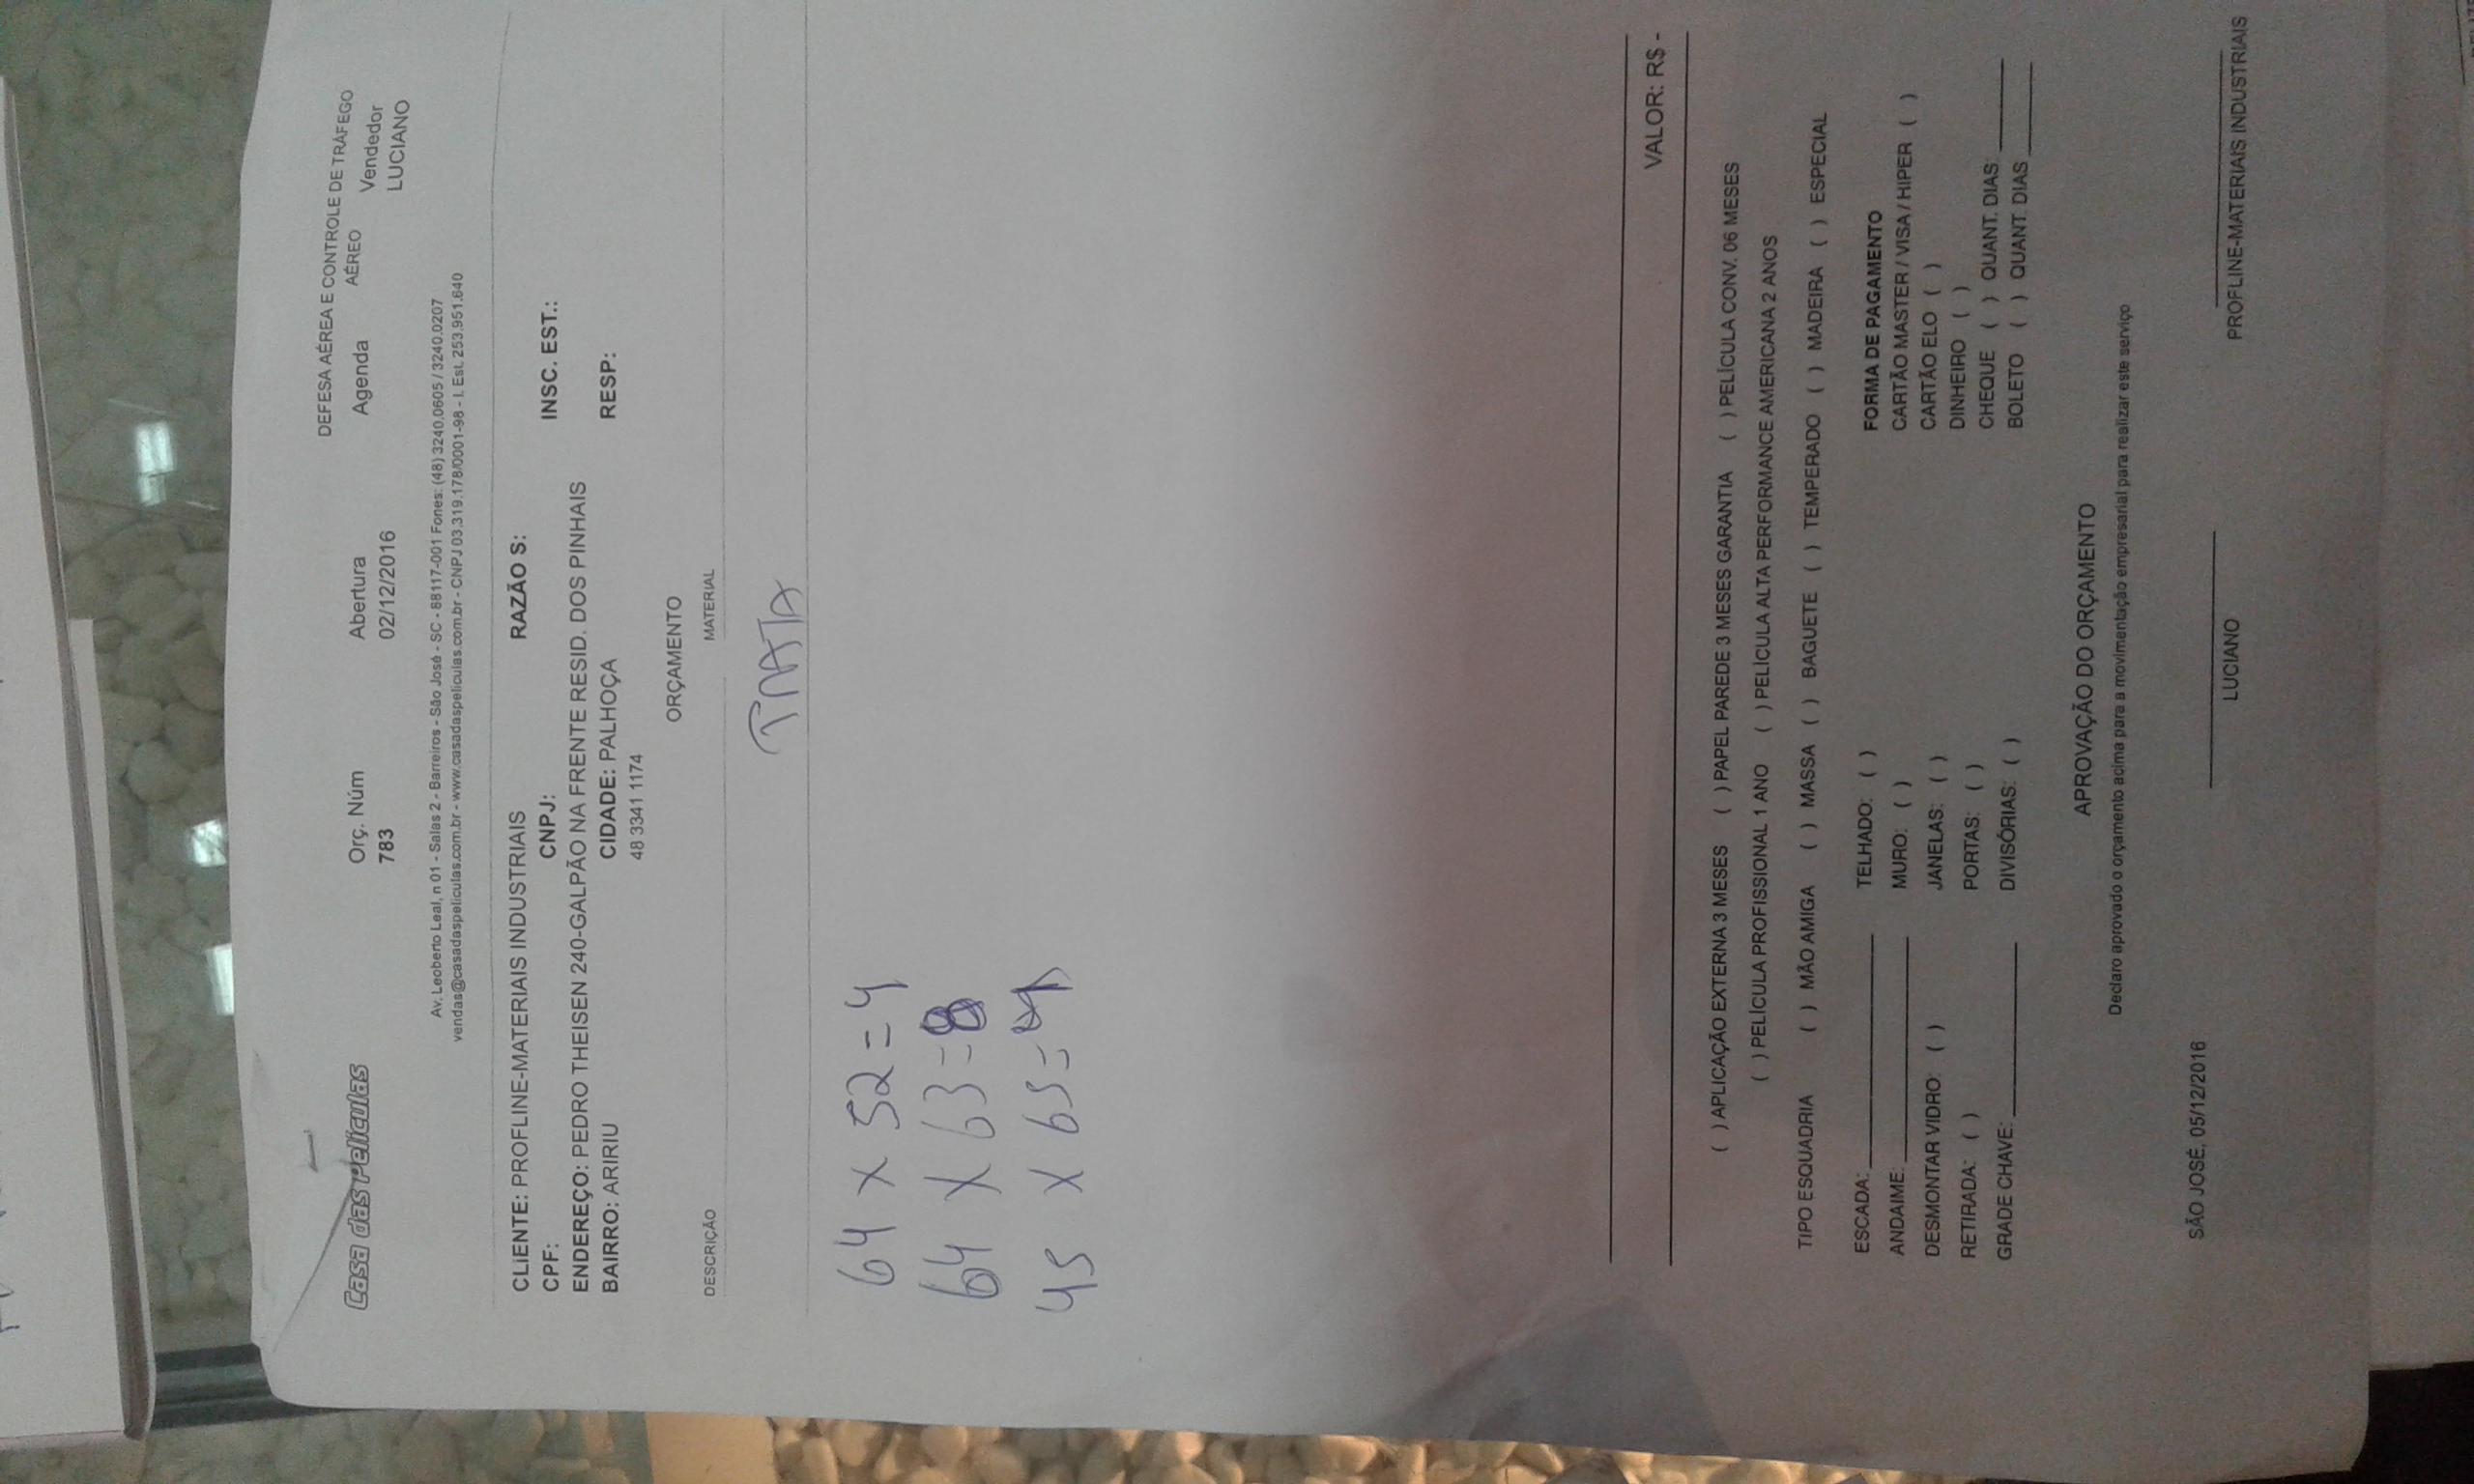 DEFESA AÉREA E CONTROLE DE TRÁFEGO
Casa das Películas Orç. Núm Abertura Agenda AÉREO Vendedor
783 02/12/2016 LUCIANO
Av. Leoberto Leal, n 01 - Salas 2 - Barreiros - São José - SC - 88117-001 Fones: (48) 3240.0605 / 3240.0207
vendas@casadaspeliculas.com.br - www.casadaspeliculas.com.br - CNPJ 03.319.178/0001-98 - I. Est. 253.951.640
CLIENTE: PROFLINE-MATERIAIS INDUSTRIAIS RAZÃO S:
CPF: CNPJ: INSC. EST.:
ENDEREÇO: PEDRO THEISEN 240-GALPÃO NA FRENTE RESID. DOS PINHAIS
BAIRRO: ARIRIU CIDADE: PALHOÇA RESP:
48 3341 1174
ORÇAMENTO
DESCRIÇÃO MATERIAL
64 x 52 = 4
64 x 63 = 8
45 x 65 =
VALOR: R$ -
( ) APLICAÇÃO EXTERNA 3 MESES ( ) PAPEL PAREDE 3 MESES GARANTIA ( ) PELÍCULA CONV. 06 MESES
( ) PELÍCULA PROFISSIONAL 1 ANO ( ) PELÍCULA ALTA PERFORMANCE AMERICANA 2 ANOS
TIPO ESQUADRIA ( ) MÃO AMIGA ( ) MASSA ( ) BAGUETE ( ) TEMPERADO ( ) MADEIRA ( ) ESPECIAL
ESCADA: TELHADO: ( ) FORMA DE PAGAMENTO
ANDAIME: MURO: ( ) CARTÃO MASTER / VISA / HIPER ( )
DESMONTAR VIDRO: ( ) JANELAS: ( ) CARTÃO ELO ( )
RETIRADA: ( ) PORTAS: ( ) DINHEIRO ( )
GRADE CHAVE: DIVISÓRIAS: ( ) CHEQUE ( ) QUANT. DIAS:
BOLETO ( ) QUANT. DIAS
APROVAÇÃO DO ORÇAMENTO
Declaro aprovado o orçamento acima para a movimentação empresarial para realizar este serviço
SÃO JOSÉ, 05/12/2016
LUCIANO PROFLINE-MATERIAIS INDUSTRIAIS